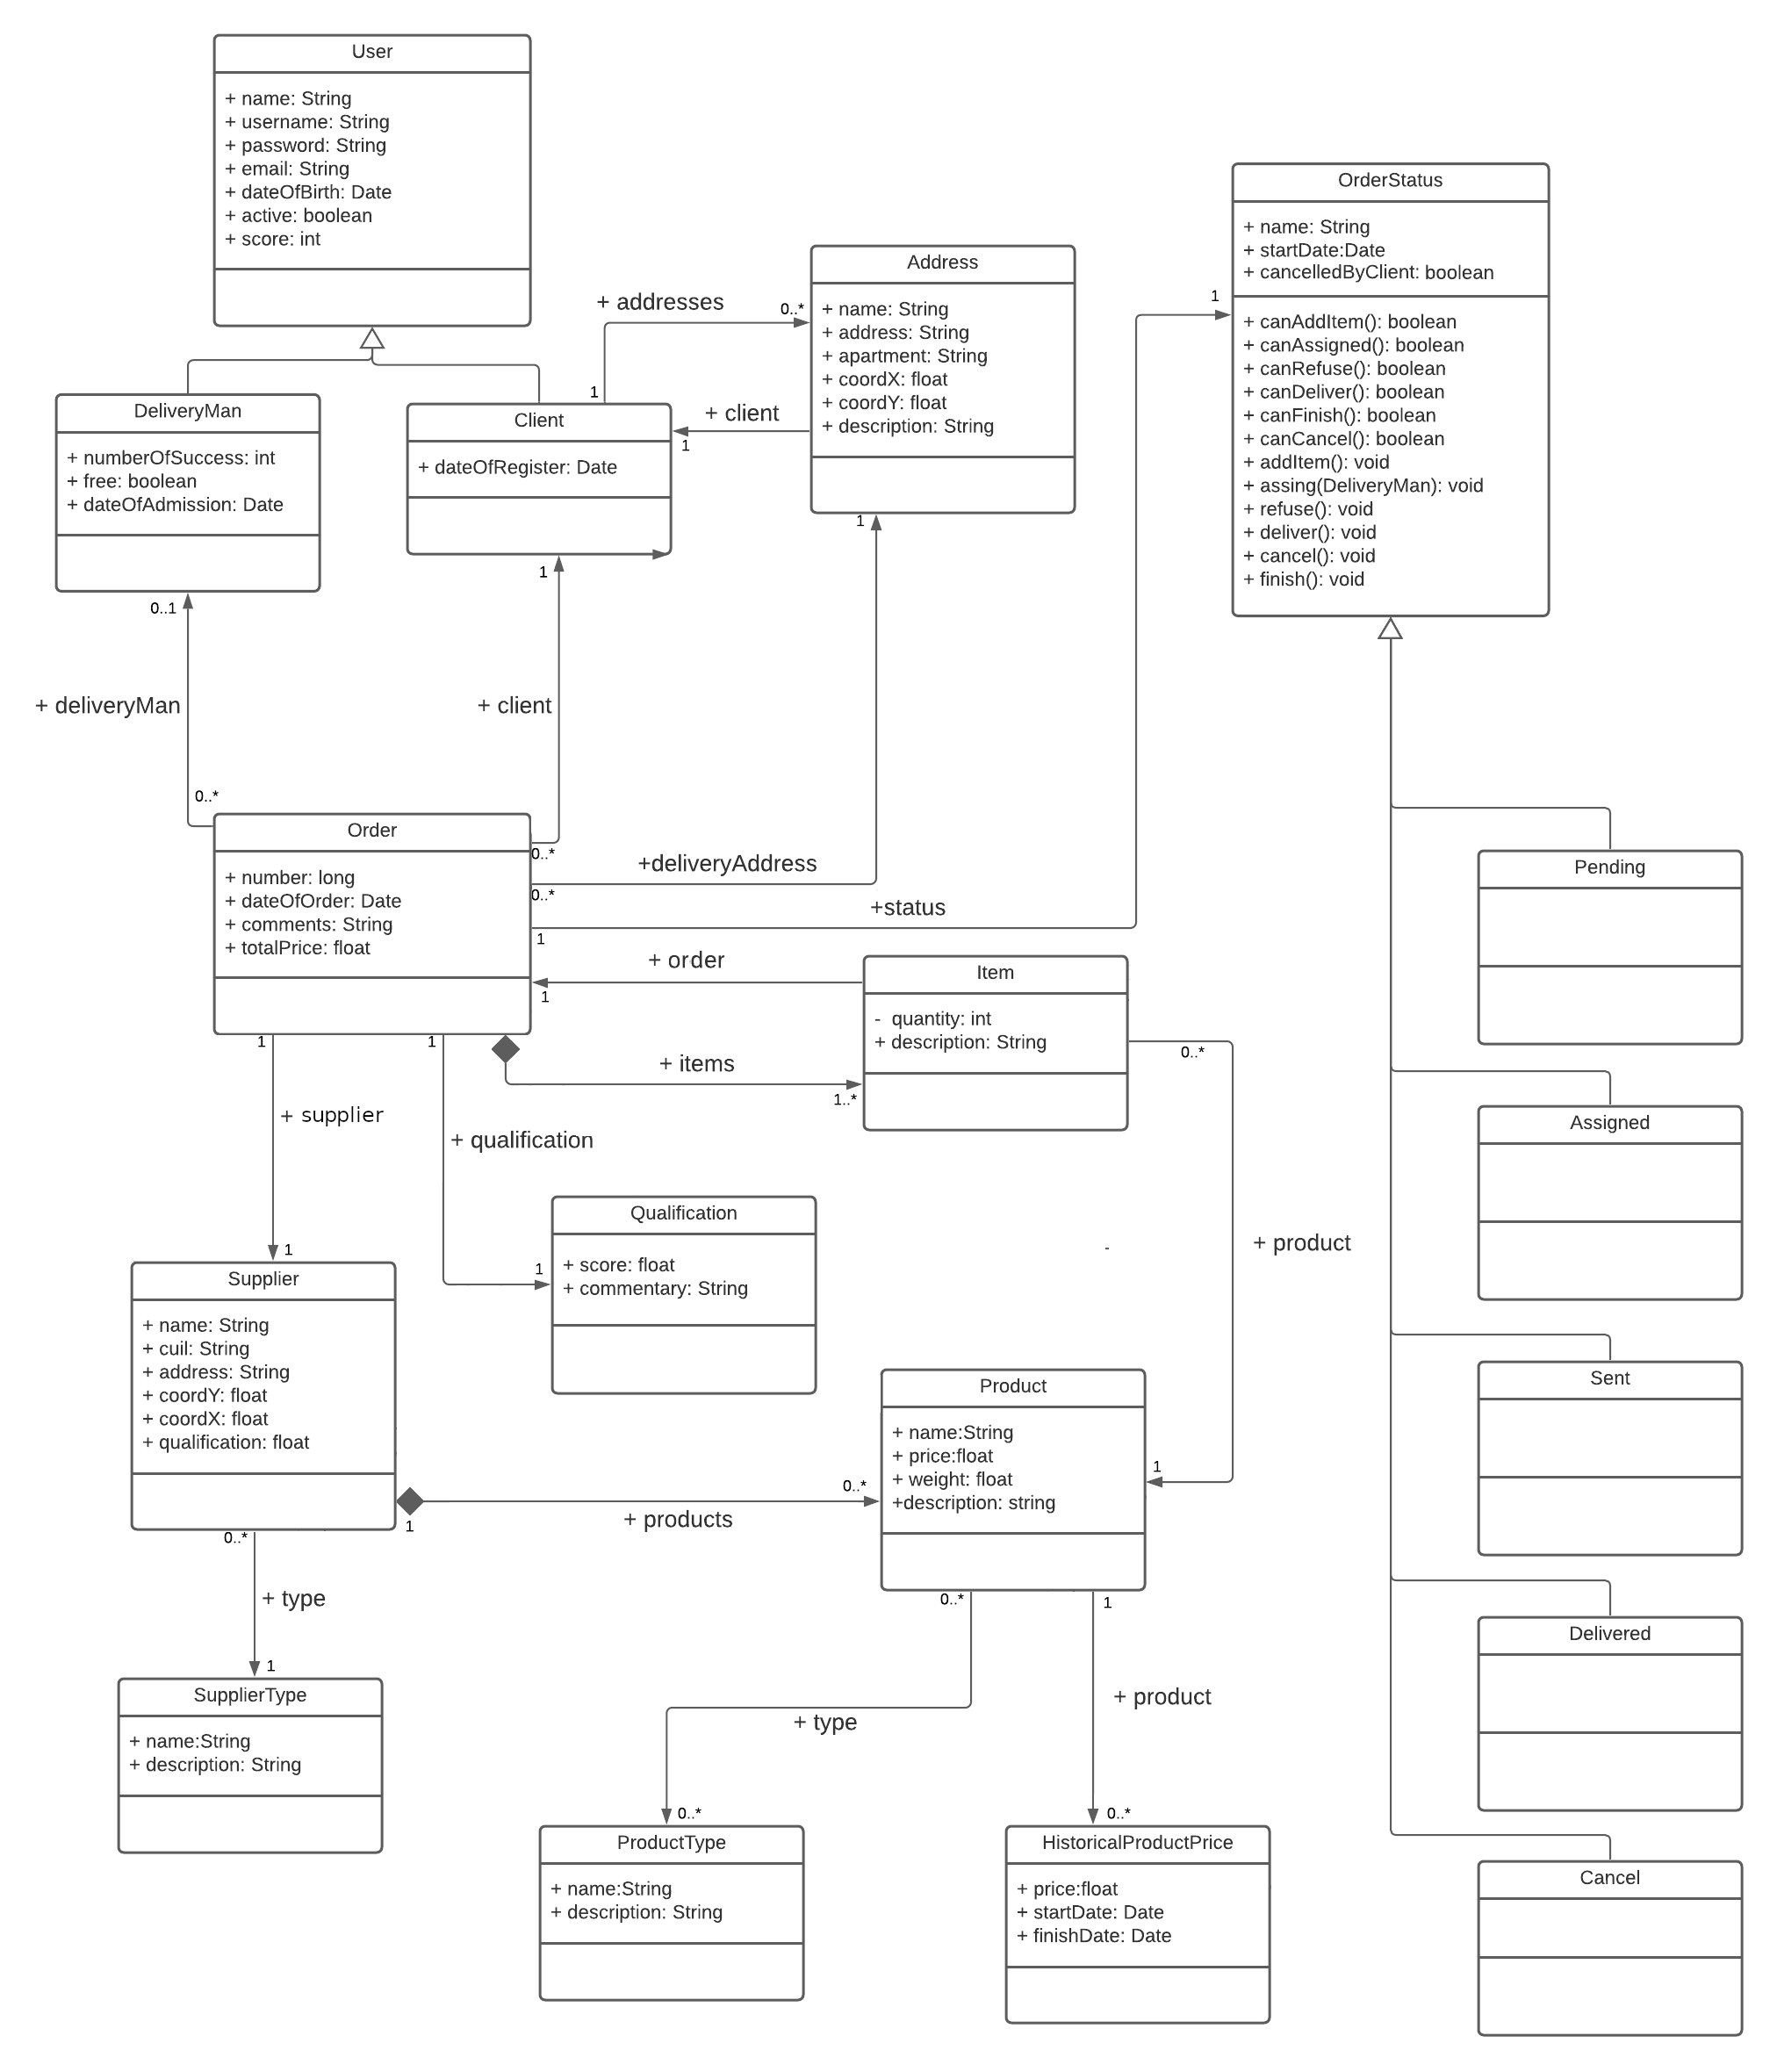 User
+ name: String
+ username: String
+ password: String
+ email: String
+ dateOfBirth: Date
+ active: boolean
+ score: int
OrderStatus
+ name: String
+ startDate:Date
+ cancelledByClient: boolean
+ canAddItem(): boolean
+ canAssigned(): boolean
+ canRefuse(): boolean
+ canDeliver(): boolean
+ canFinish(): boolean
+ canCancel(): boolean
+ addItem(): void
+ assing(DeliveryMan): void
+ refuse(): void
+ deliver(): void
+ cancel(): void
+ finish(): void
1
Address
+ name: String
+ address: String
+ apartment: String
+ coordX: float
+ coordY: float
+ description: String
+ addresses
0..*
1
+ client
1
DeliveryMan
+ numberOfSuccess: int
+ free: boolean
+ dateOfAdmission: Date
Client
+ dateOfRegister: Date
0..1
1
1
+ deliveryMan
+ client
0..*
Order
+ number: long
+ dateOfOrder: Date
+ comments: String
+ totalPrice: float
0..*
+deliveryAddress
0..*
+status
1
+ order
1
Item
- quantity: int
+ description: String
0..*
1
1
+ items
1..*
+ supplier
+ qualification
Pending
Assigned
Sent
Delivered
Cancel
Qualification
+ score: float
+ commentary: String
-
+ product
1
1
Supplier
+ name: String
+ cuil: String
+ address: String
+ coordY: float
+ coordX: float
+ qualification: float
Product
+ name:String
+ price:float
+ weight: float
+description: string
1
0..*
+ products
1
0..*
+ type
1
SupplierType
+ name:String
+ description: String
0..*
1
+ type
+ product
0..*
0..*
ProductType
+ name:String
+ description: String
HistoricalProductPrice
+ price:float
+ startDate: Date
+ finishDate: Date